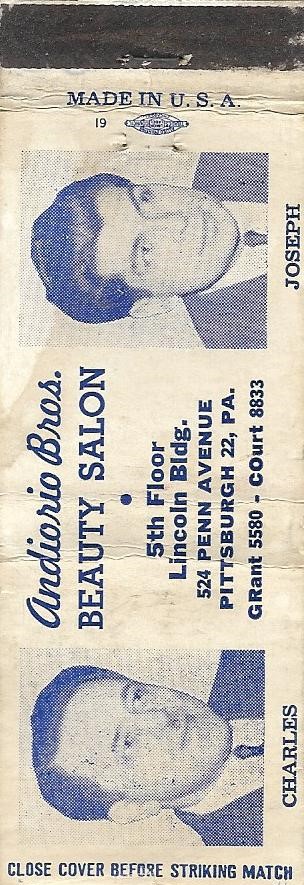 MADE IN U. S. A.
19
JOSEPH
Andiorio Bros.
BEAUTY SALON
•
5th Floor
Lincoln Bldg.
524 PENN AVENUE
PITTSBURGH 22, PA.
GRant 5580 - COurt 8833
CHARLES
CLOSE COVER BEFORE STRIKING MATCH